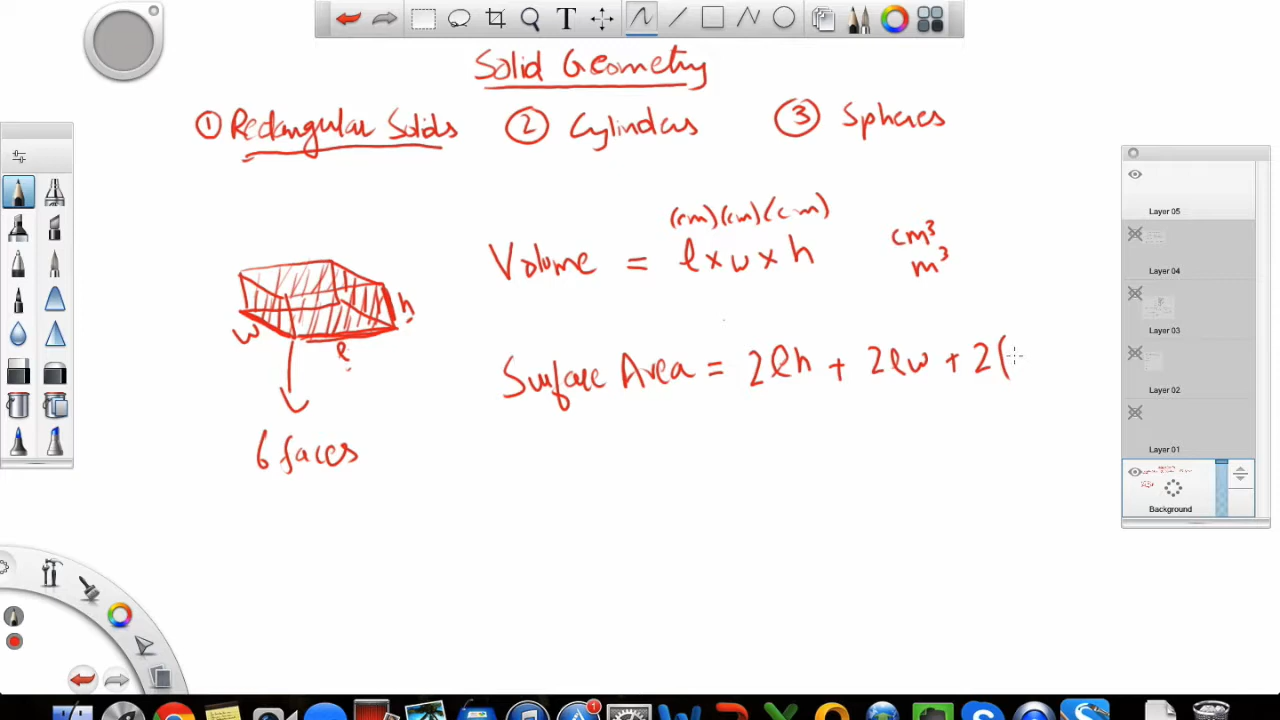 Solid Geometry
① Rectangular Solids ② Cylinders ③ Spheres
(cm)(cm)(cm)
Volume = l × w × h
cm³
m³
w l h
Surface Area = 2lh + 2lw + 2(
6 faces
Layer 05
Layer 04
Layer 03
Layer 02
Layer 01
Background
T
1